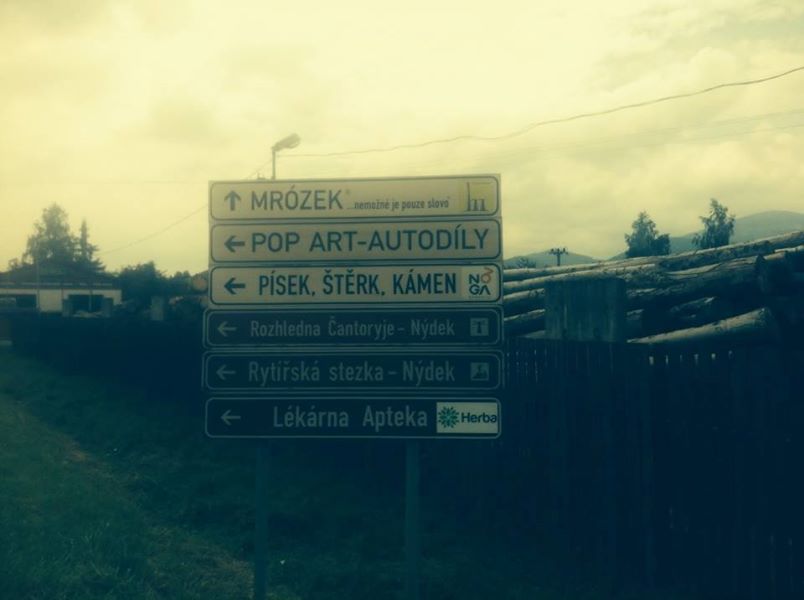 MRÓZEK® ...nemožné je pouze slovo m
POP ART-AUTODÍLY
PÍSEK, ŠTĚRK, KÁMEN NOGA
Rozhledna Čantoryje - Nýdek
Rytířská stezka - Nýdek
Lékárna Apteka Herba